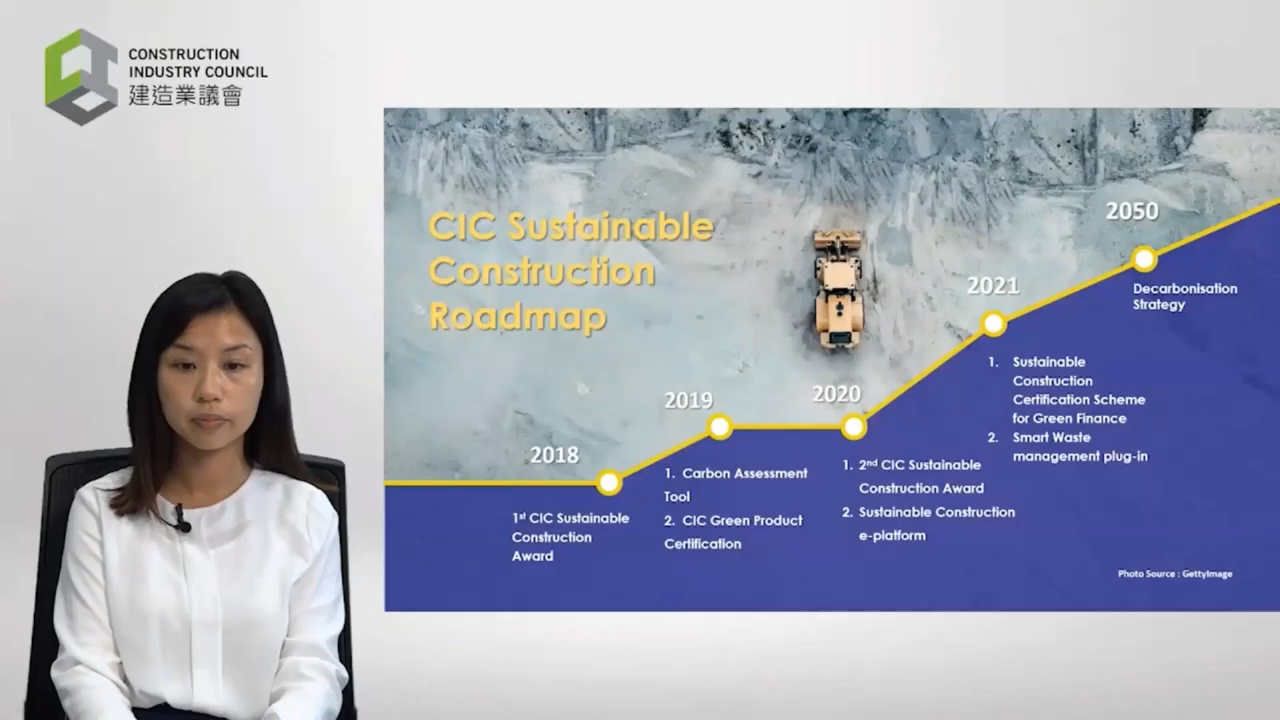 CONSTRUCTION
INDUSTRY COUNCIL
建造業議會
CIC Sustainable
Construction
Roadmap
2018
1st CIC Sustainable
Construction
Award
2019
1. Carbon Assessment
Tool
2. CIC Green Product
Certification
2020
1. 2nd CIC Sustainable
Construction Award
2. Sustainable Construction
e-platform
2021
1. Sustainable
Construction
Certification Scheme
for Green Finance
2. Smart Waste
management plug-in
2050
Decarbonisation
Strategy
Photo Source : GettyImage